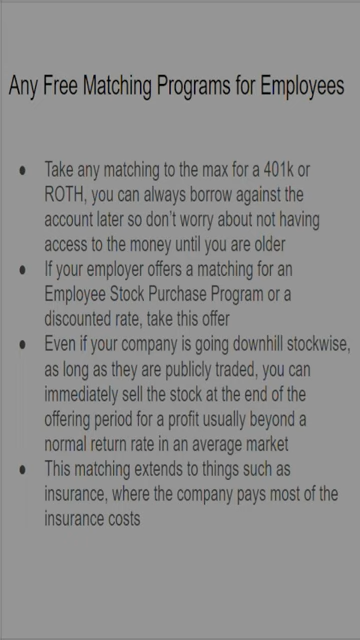 Any Free Matching Programs for Employees
● Take any matching to the max for a 401k or
ROTH, you can always borrow against the
account later so don't worry about not having
access to the money until you are older
● If your employer offers a matching for an
Employee Stock Purchase Program or a
discounted rate, take this offer
● Even if your company is going downhill stockwise,
as long as they are publicly traded, you can
immediately sell the stock at the end of the
offering period for a profit usually beyond a
normal return rate in an average market
● This matching extends to things such as
insurance, where the company pays most of the
insurance costs